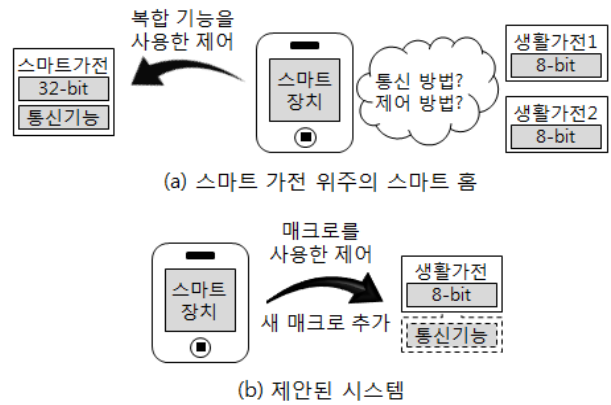 복합 기능을
사용한 제어
스마트가전
32-bit
통신기능
스마트
장치
통신 방법?
제어 방법?
생활가전1
8-bit
생활가전2
8-bit
(a) 스마트 가전 위주의 스마트 홈
매크로를
사용한 제어
스마트
장치
새 매크로 추가
생활가전
8-bit
통신기능
(b) 제안된 시스템